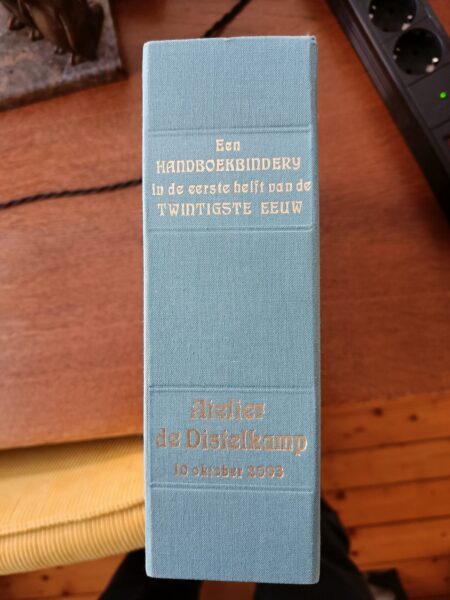 Een
HANDBOEKBINDERY
in de eerste helft van de
TWINTIGSTE EEUW
Atelier
de Distelkamp
10 oktober 2003